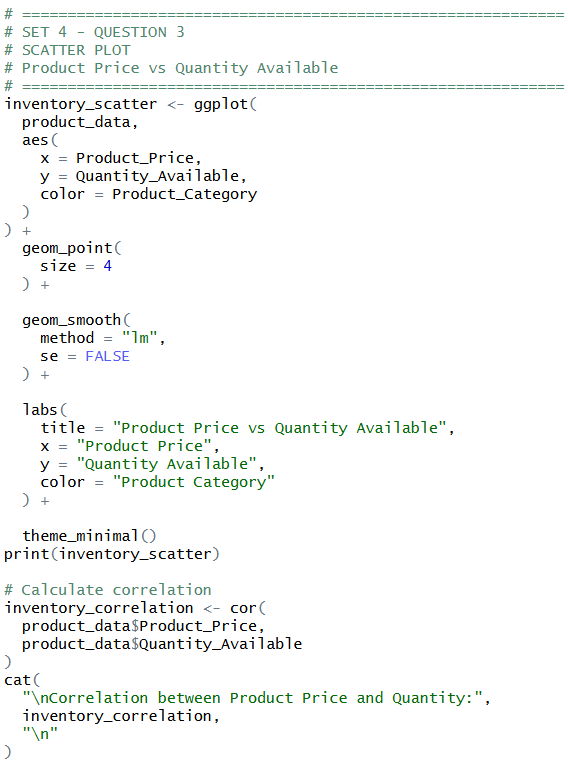 # ============================================================
# SET 4 - QUESTION 3
# SCATTER PLOT
# Product Price vs Quantity Available
# ============================================================
inventory_scatter <- ggplot(
  product_data,
  aes(
    x = Product_Price,
    y = Quantity_Available,
    color = Product_Category
  )
) +
  geom_point(
    size = 4
  ) +

  geom_smooth(
    method = "lm",
    se = FALSE
  ) +

  labs(
    title = "Product Price vs Quantity Available",
    x = "Product Price",
    y = "Quantity Available",
    color = "Product Category"
  ) +

  theme_minimal()
print(inventory_scatter)

# Calculate correlation
inventory_correlation <- cor(
  product_data$Product_Price,
  product_data$Quantity_Available
)
cat(
  "\nCorrelation between Product Price and Quantity:",
  inventory_correlation,
  "\n"
)